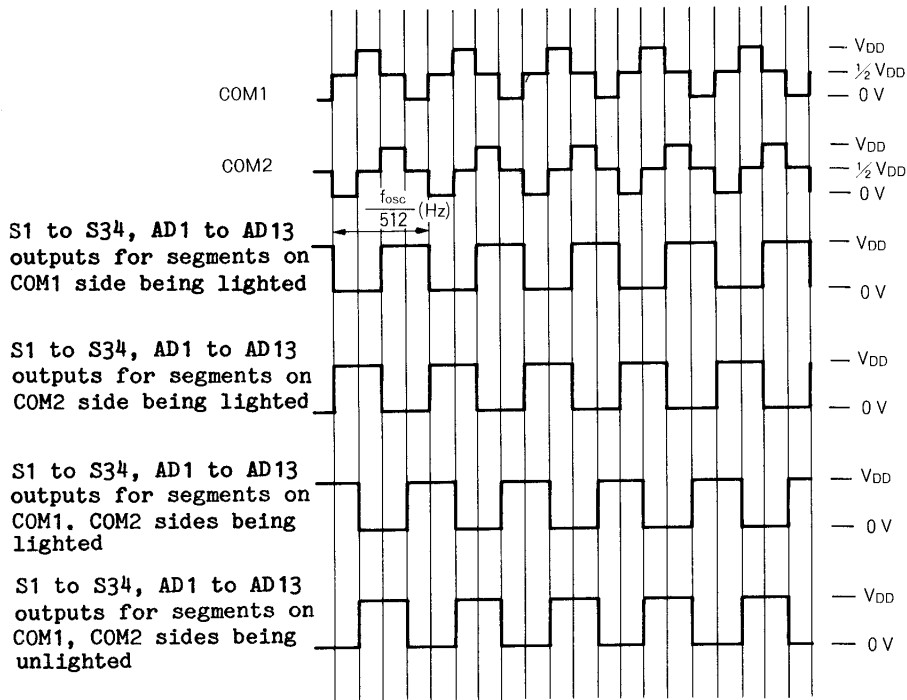 COM1
VDD
½ VDD
0 V
COM2
VDD
½ VDD
0 V
fosc
512
(Hz)
S1 to S34, AD1 to AD13
outputs for segments on
COM1 side being lighted
VDD
0 V
S1 to S34, AD1 to AD13
outputs for segments on
COM2 side being lighted
VDD
0 V
S1 to S34, AD1 to AD13
outputs for segments on
COM1. COM2 sides being
lighted
VDD
0 V
S1 to S34, AD1 to AD13
outputs for segments on
COM1, COM2 sides being
unlighted
VDD
0 V